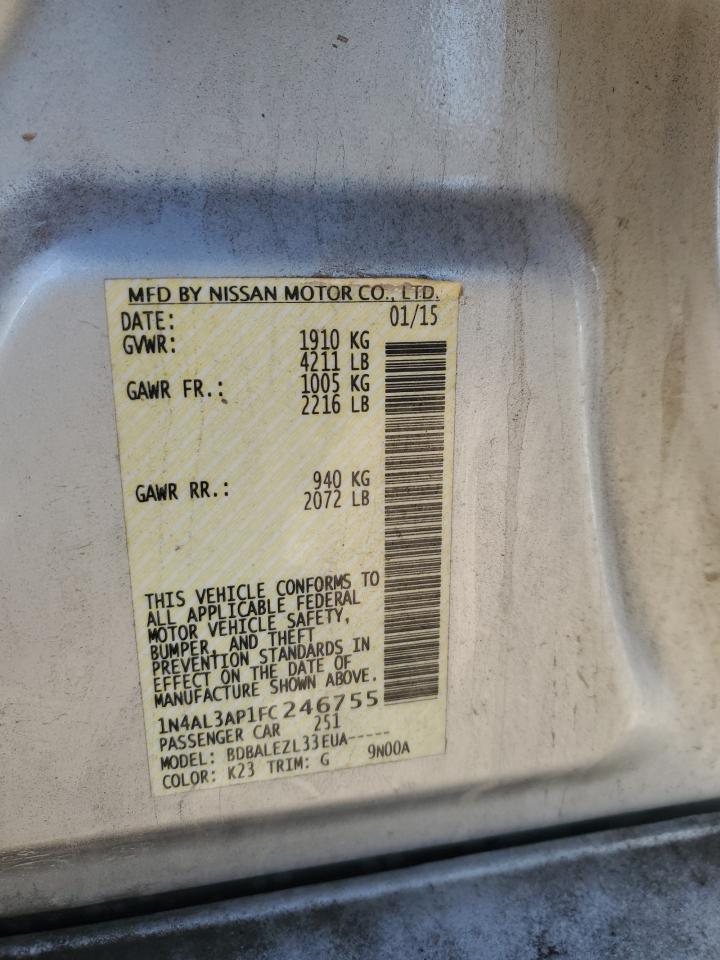 MFD BY NISSAN MOTOR CO., LTD.
DATE: 01/15
GVWR: 1910 KG
4211 LB
GAWR FR.: 1005 KG
2216 LB
GAWR RR.: 940 KG
2072 LB
THIS VEHICLE CONFORMS TO
ALL APPLICABLE FEDERAL
MOTOR VEHICLE SAFETY,
BUMPER, AND THEFT
PREVENTION STANDARDS IN
EFFECT ON THE DATE OF
MANUFACTURE SHOWN ABOVE.
1N4AL3AP1FC246755
PASSENGER CAR 251
MODEL: BDBALEZL33EUA-----
COLOR: K23 TRIM: G 9N00A